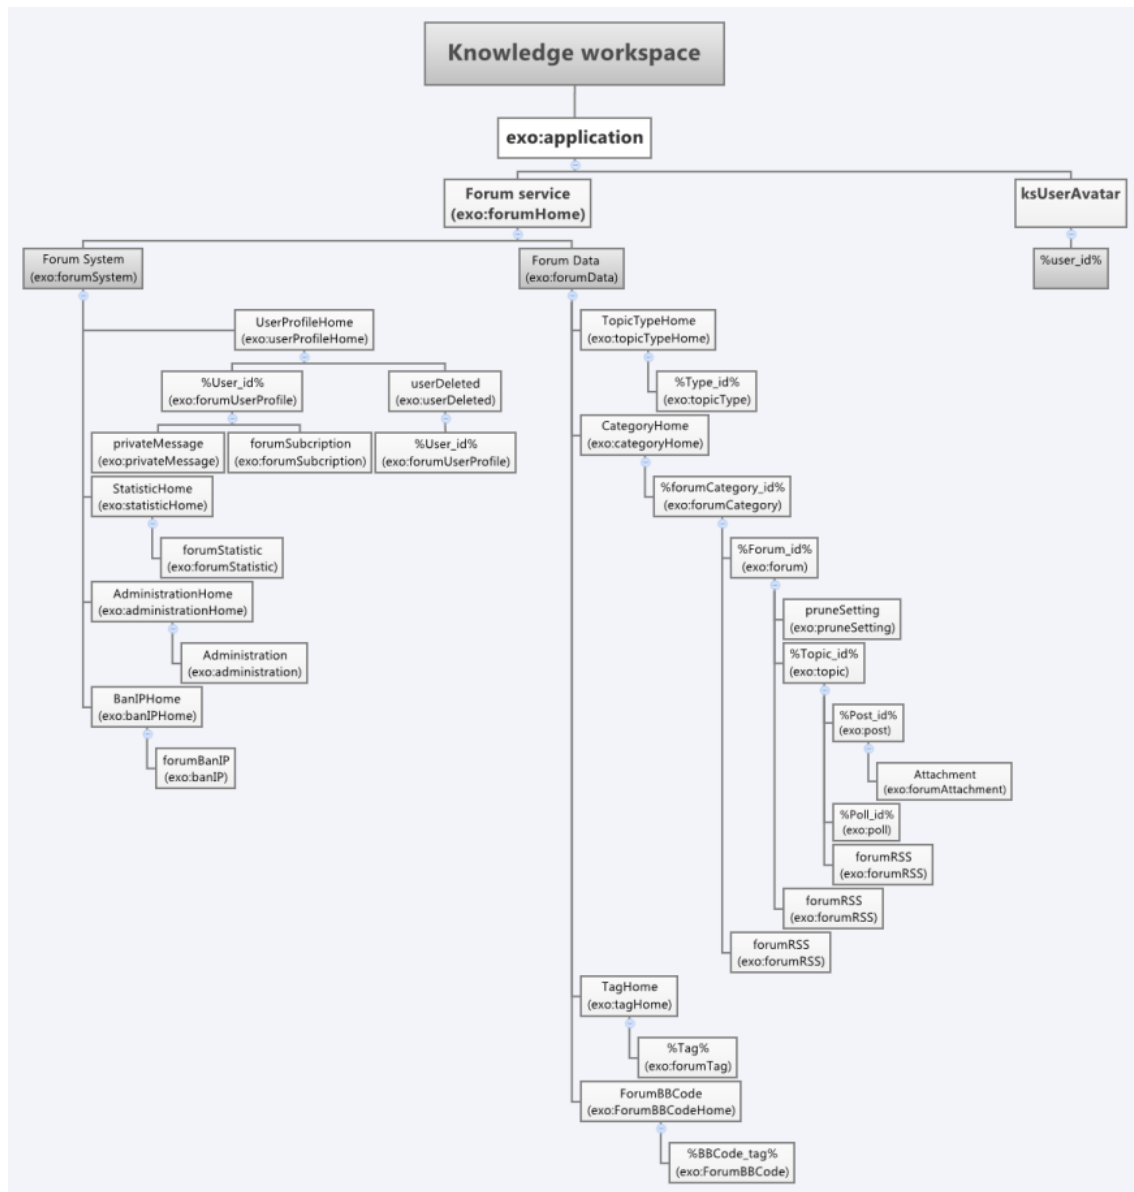 Knowledge workspace
exo:application
Forum service
(exo:forumHome)
ksUserAvatar
Forum System
(exo:forumSystem)
Forum Data
(exo:forumData)
%user_id%
UserProfileHome
(exo:userProfileHome)
%User_id%
(exo:forumUserProfile)
userDeleted
(exo:userDeleted)
privateMessage
(exo:privateMessage)
forumSubcription
(exo:forumSubcription)
%User_id%
(exo:forumUserProfile)
StatisticHome
(exo:statisticHome)
forumStatistic
(exo:forumStatistic)
AdministrationHome
(exo:administrationHome)
Administration
(exo:administration)
BanIPHome
(exo:banIPHome)
forumBanIP
(exo:banIP)
TopicTypeHome
(exo:topicTypeHome)
%Type_id%
(exo:topicType)
CategoryHome
(exo:categoryHome)
%forumCategory_id%
(exo:forumCategory)
%Forum_id%
(exo:forum)
pruneSetting
(exo:pruneSetting)
%Topic_id%
(exo:topic)
%Post_id%
(exo:post)
Attachment
(exo:forumAttachment)
%Poll_id%
(exo:poll)
forumRSS
(exo:forumRSS)
forumRSS
(exo:forumRSS)
forumRSS
(exo:forumRSS)
TagHome
(exo:tagHome)
%Tag%
(exo:forumTag)
ForumBBCode
(exo:ForumBBCodeHome)
%BBCode_tag%
(exo:ForumBBCode)